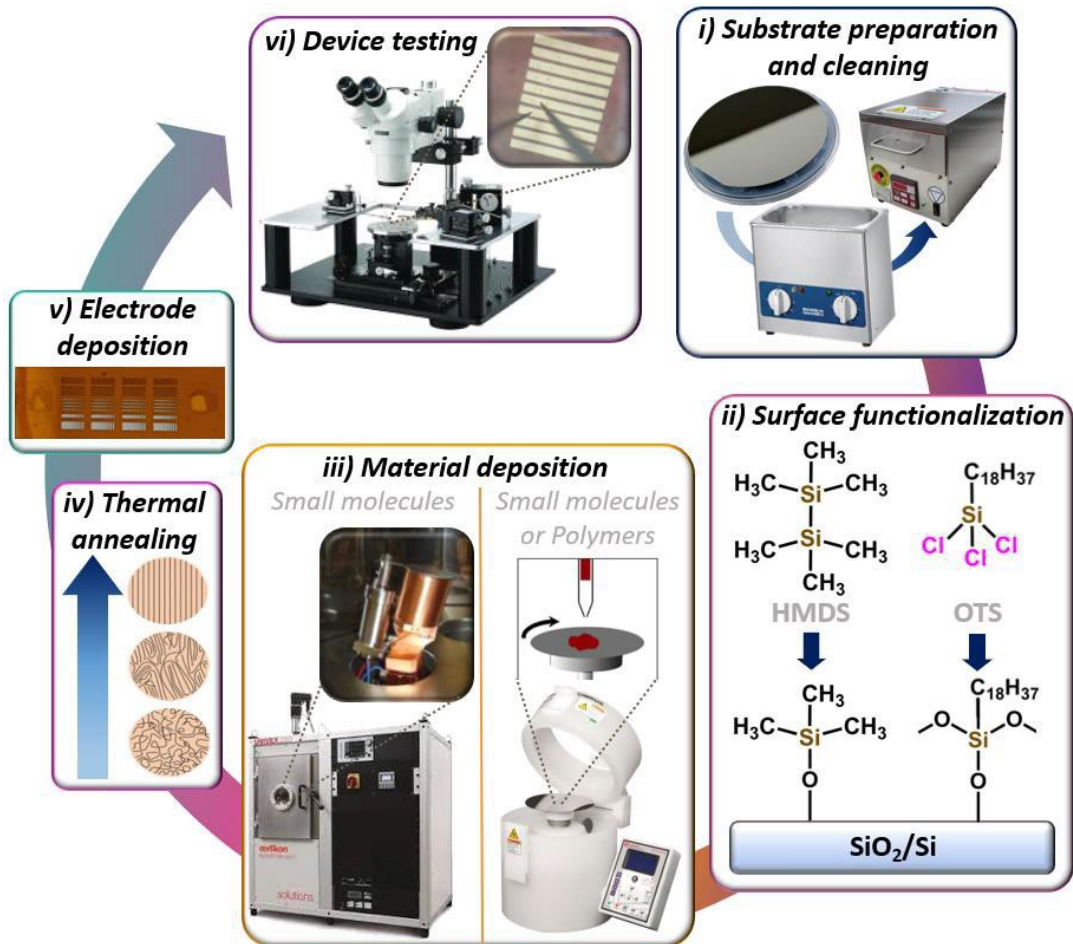 i) Substrate preparation
and cleaning
ii) Surface functionalization
CH₃
H₃C
Si
CH₃
H₃C
Si
CH₃
CH₃
HMDS
C₁₈H₃₇
Si
Cl
Cl
Cl
OTS
CH₃
H₃C
Si
CH₃
O
C₁₈H₃₇
O
Si
O
O
SiO₂/Si
iii) Material deposition
Small molecules
Small molecules
or Polymers
oerlikon
solutions.
iv) Thermal
annealing
v) Electrode
deposition
vi) Device testing